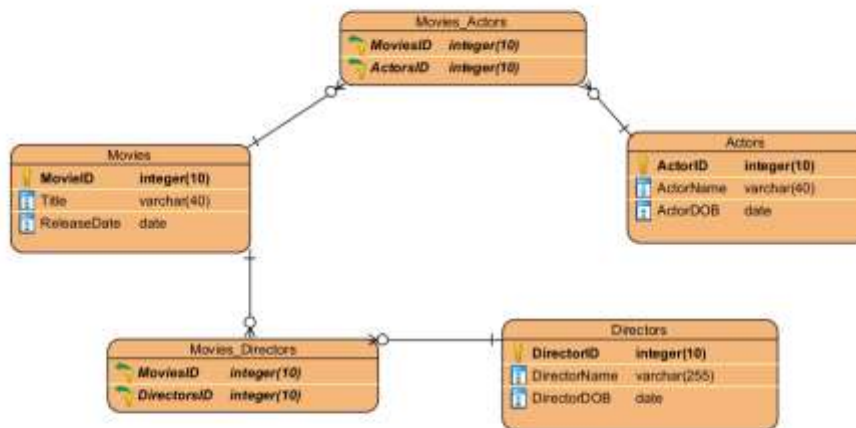 Movies_Actors
MoviesID integer(10)
ActorsID integer(10)
Movies
MovieID integer(10)
Title varchar(40)
ReleaseDate date
Actors
ActorID integer(10)
ActorName varchar(40)
ActorDOB date
Movies_Directors
MoviesID integer(10)
DirectorsID integer(10)
Directors
DirectorID integer(10)
DirectorName varchar(255)
DirectorDOB date